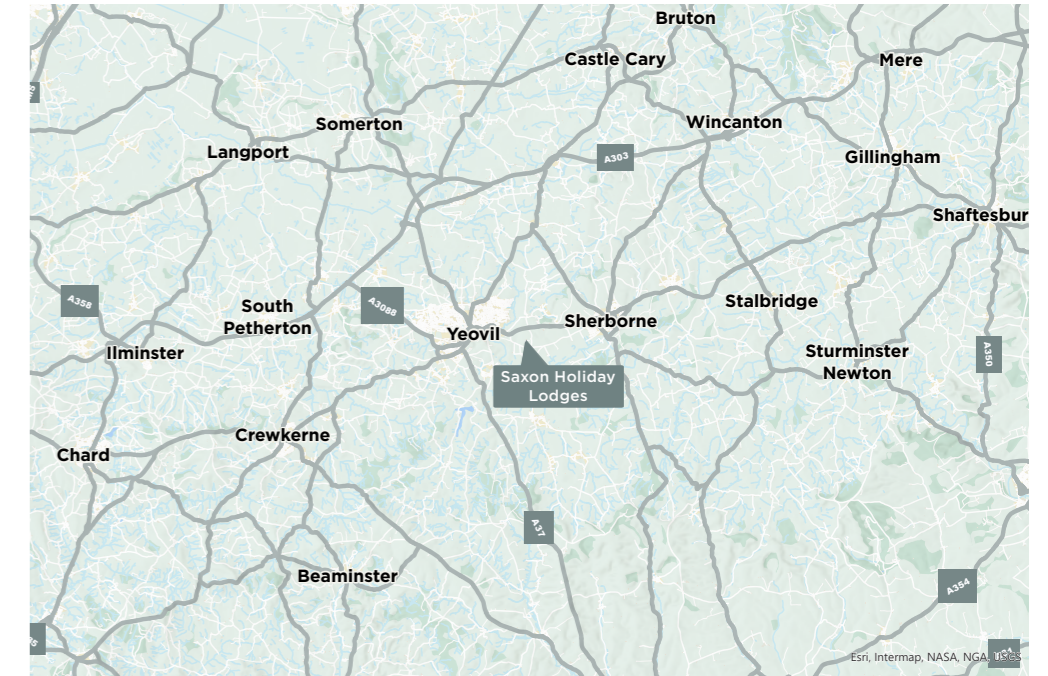 Bruton
Castle Cary
Mere
Somerton
Wincanton
Langport
A303
Gillingham
Shaftesbur
A358
A3088
South
Petherton
Stalbridge
Yeovil
Sherborne
Ilminster
Sturminster
Newton
A350
Saxon Holiday
Lodges
Crewkerne
Chard
A37
Beaminster
A354
Esri, Intermap, NASA, NGA, USGS